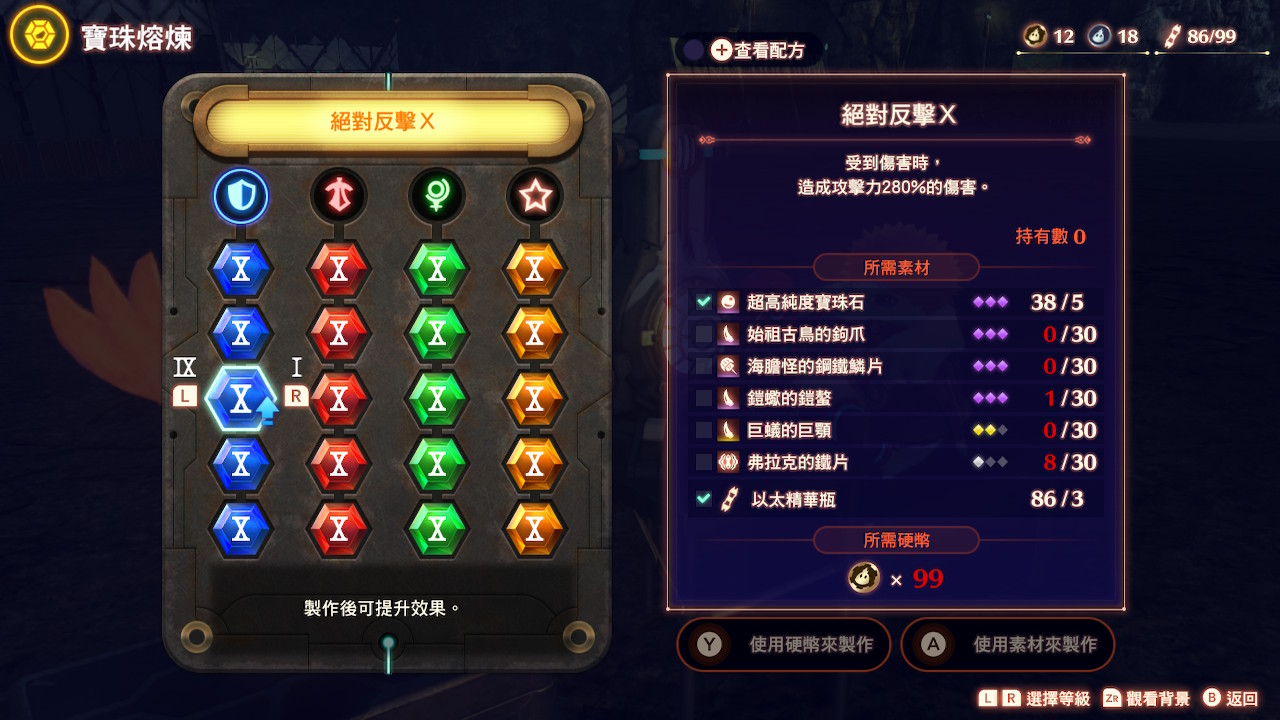 寶珠熔煉
12 18 86/99
+查看配方
絕對反擊Ⅹ
絕對反擊Ⅹ
受到傷害時，
造成攻擊力280%的傷害。
持有數 0
所需素材
超高純度寶珠石 38/5
始祖古鳥的鉤爪 0/30
海膽怪的鋼鐵鱗片 0/30
鎧蠍的鎧螯 1/30
巨蟻的巨顎 0/30
弗拉克的鐵片 8/30
以太精華瓶 86/3
所需硬幣
× 99
Ⅹ Ⅹ Ⅹ Ⅹ
Ⅹ Ⅹ Ⅹ Ⅹ
Ⅸ Ⅰ
L Ⅹ R Ⅹ Ⅹ Ⅹ
Ⅹ Ⅹ Ⅹ Ⅹ
Ⅹ Ⅹ Ⅹ Ⅹ
製作後可提升效果。
Y 使用硬幣來製作 A 使用素材來製作
L R 選擇等級 ZR 觀看背景 B 返回